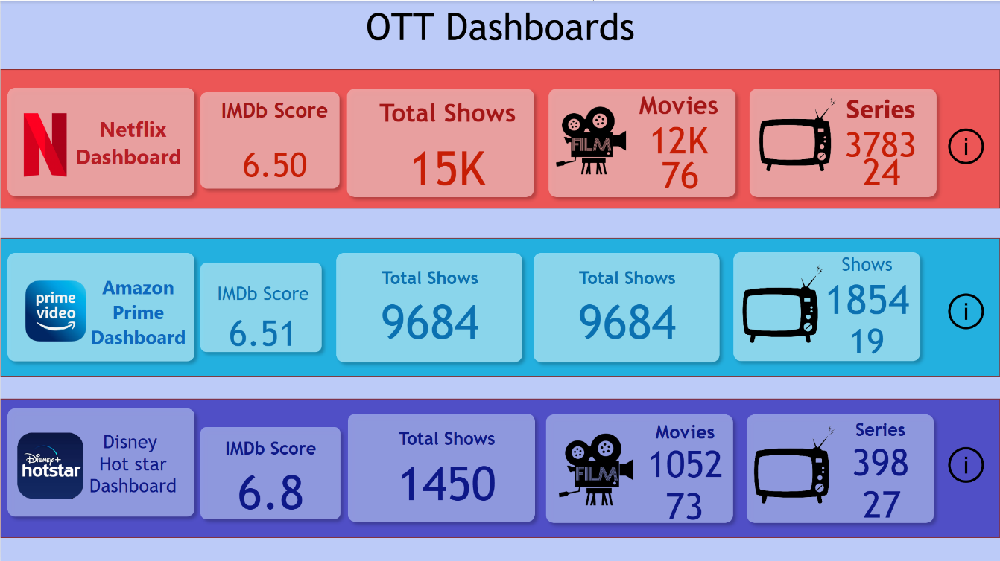 OTT Dashboards
Netflix
Dashboard
IMDb Score
6.50
Total Shows
15K
FILM
Movies
12K
76
Series
3783
24
i
prime
video
Amazon
Prime
Dashboard
IMDb Score
6.51
Total Shows
9684
Total Shows
9684
Shows
1854
19
i
Disney+
hotstar
Disney
Hot star
Dashboard
IMDb Score
6.8
Total Shows
1450
FILM
Movies
1052
73
Series
398
27
i